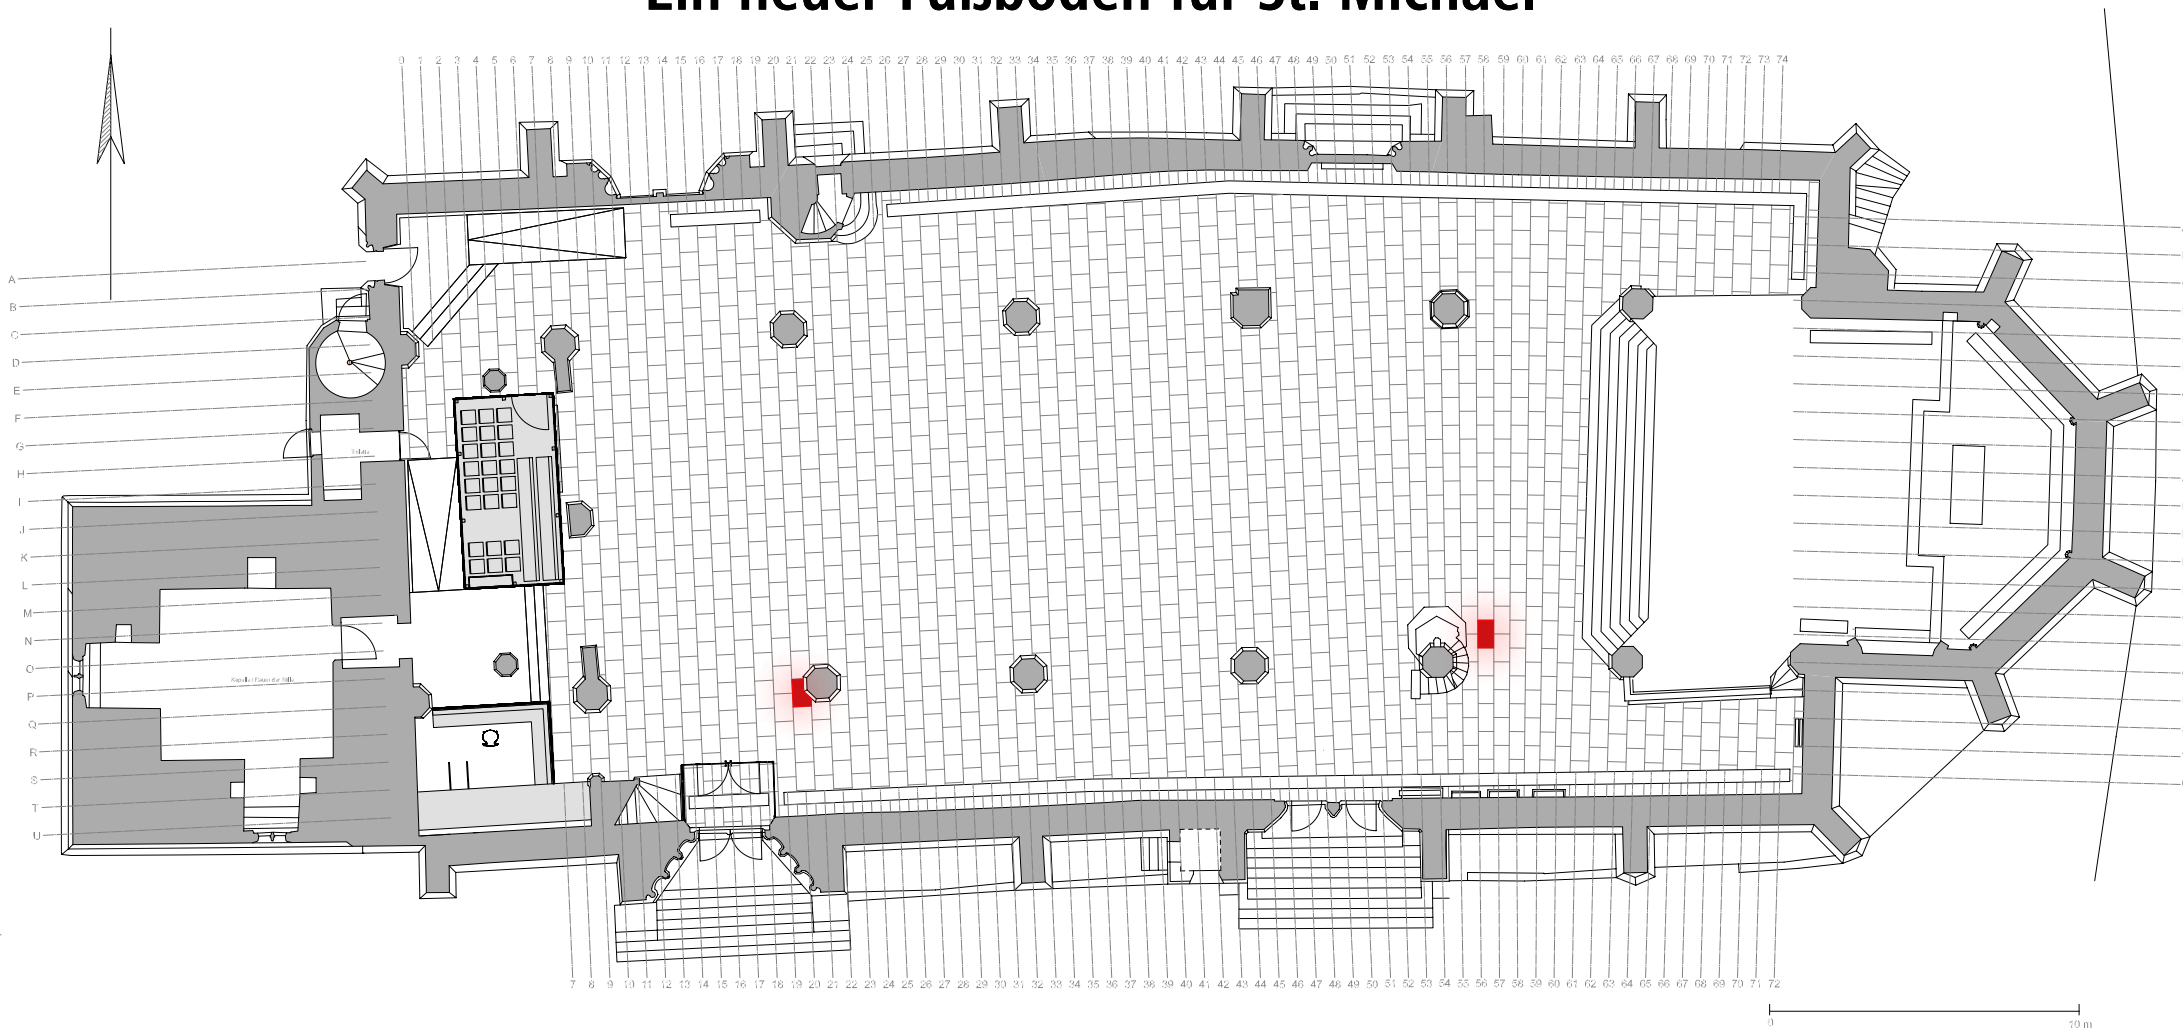 Ein neuer Fußboden für St. Michael
0 1 2 3 4 5 6 7 8 9 10 11 12 13 14 15 16 17 18 19 20 21 22 23 24 25 26 27 28 29 30 31 32 33 34 35 36 37 38 39 40 41 42 43 44 45 46 47 48 49 50 51 52 53 54 55 56 57 58 59 60 61 62 63 64 65 66 67 68 69 70 71 72 73 74
A
B
C
D
E
F
G
H
I
J
K
L
M
N
O
P
Q
R
S
T
U
7 8 9 10 11 12 13 14 15 16 17 18 19 20 21 22 23 24 25 26 27 28 29 30 31 32 33 34 35 36 37 38 39 40 41 42 43 44 45 46 47 48 49 50 51 52 53 54 55 56 57 58 59 60 61 62 63 64 65 66 67 68 69 70 71 72
0 10 m